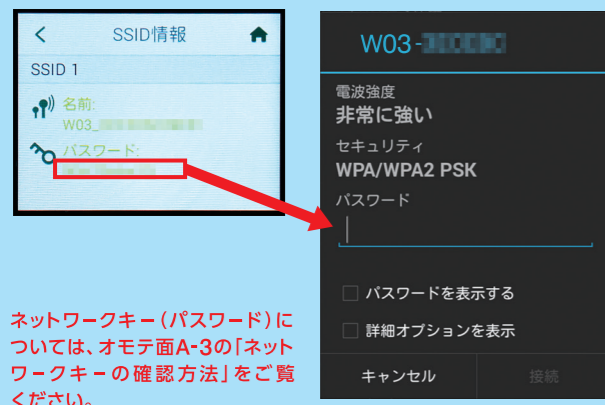 SSID情報
SSID 1
名前:
W03_
パスワード:
W03-
電波強度
非常に強い
セキュリティ
WPA/WPA2 PSK
パスワード
パスワードを表示する
詳細オプションを表示
キャンセル
接続
ネットワークキー(パスワード)に
ついては、オモテ面A-3の「ネット
ワークキーの確認方法」をご覧
ください。